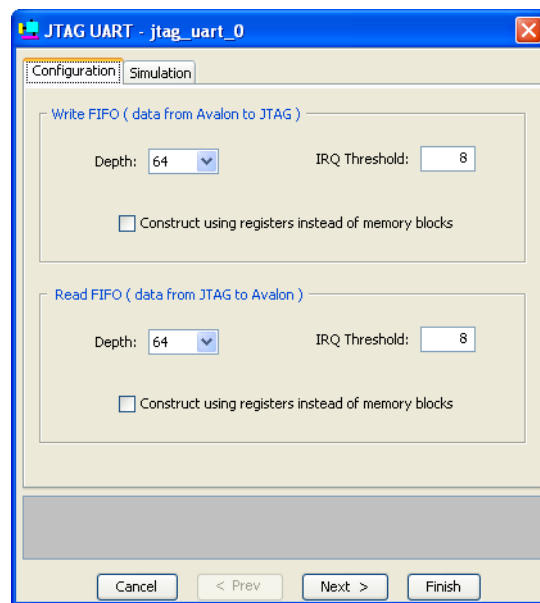 JTAG UART - jtag_uart_0
Configuration Simulation
Write FIFO ( data from Avalon to JTAG )
Depth: 64 IRQ Threshold: 8
Construct using registers instead of memory blocks
Read FIFO ( data from JTAG to Avalon )
Depth: 64 IRQ Threshold: 8
Construct using registers instead of memory blocks
Cancel < Prev Next > Finish